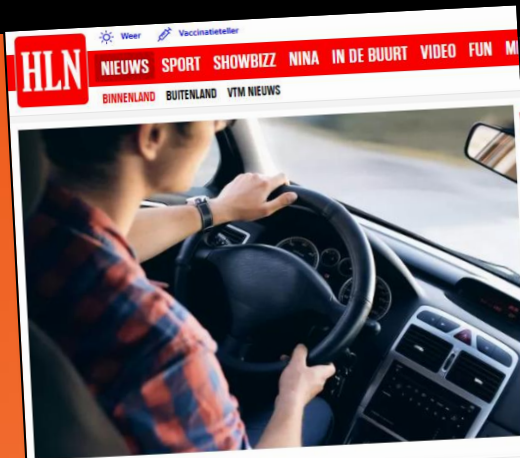 Weer Vaccinatieteller
HLN
NIEUWS SPORT SHOWBIZZ NINA IN DE BUURT VIDEO FUN
BINNENLAND BUITENLAND VTM NIEUWS